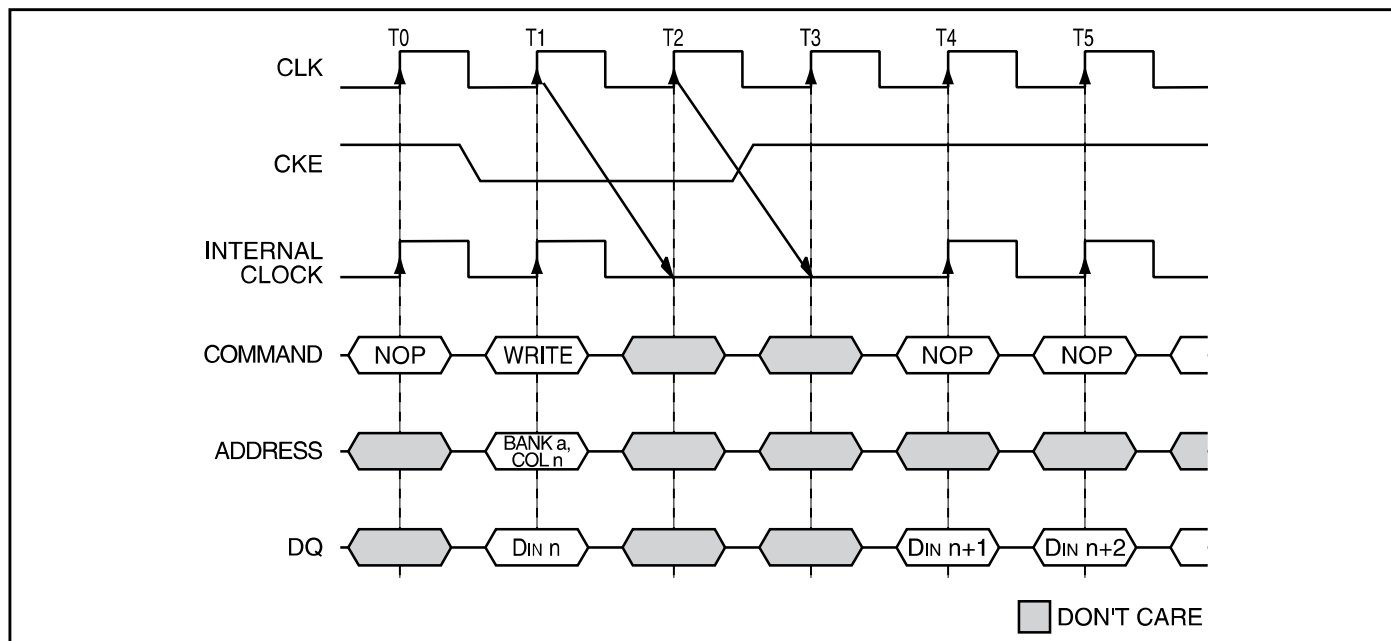 T0 T1 T2 T3 T4 T5
CLK
CKE
INTERNAL
CLOCK
COMMAND NOP WRITE NOP NOP
ADDRESS BANK a,
COL n
DQ DIN n DIN n+1 DIN n+2
DON'T CARE